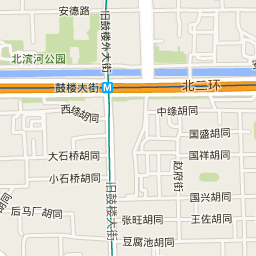 安德路
旧鼓楼外大街
北滨河公园
鼓楼大街
M
北二环
西绦胡同
中绦胡同
国盛胡同
大石桥胡同
国祥胡同
赵府街
小石桥胡同
旧鼓楼大街
国兴胡同
胡同
后马厂胡同
张旺胡同
王佐胡同
豆腐池胡同